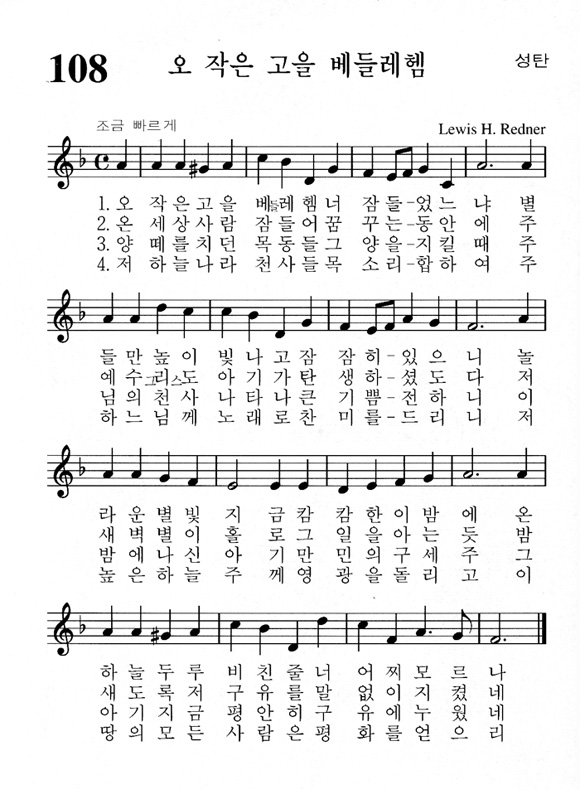 108 오 작은 고을 베들레헴 성탄
조금 빠르게 Lewis H. Redner
1. 오 작은고을 베들레헴너 잠들-었느 냐 별
2. 온 세상사람 잠들어꿈 꾸는-동안 에 주
3. 양 떼를치던 목동들그 양을-지킬 때 주
4. 저 하늘나라 천사들목 소리-합하 여 주
들만높이 빛나고잠 잠히-있으 니 놀
예수그리스도 아기가탄 생하-셨도 다 저
님의천사 나타나큰 기쁨-전하 니 이
하느님께 노래로찬 미를-드리 니 저
라운별빛 지금캄 캄한이밤 에 온
새벽별이 홀로그 일을아는 듯 밤
밤에나신 아기만 민의구세 주 그
높은하늘 주께영 광을돌리 고 이
하늘두루 비친줄너 어찌모르 나
새도록저 구유를말 없이지켰 네
아기지금 평안히구 유에누웠 네
땅의모든 사람은평 화를얻으 리